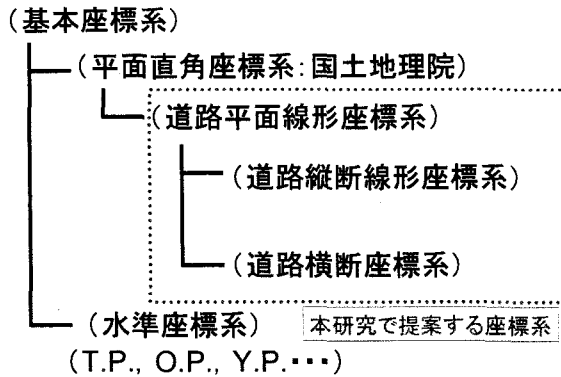 （基本座標系）
（平面直角座標系：国土地理院）
（道路平面線形座標系）
（道路縦断線形座標系）
（道路横断座標系）
（水準座標系）
本研究で提案する座標系
（T.P., O.P., Y.P.･･･）